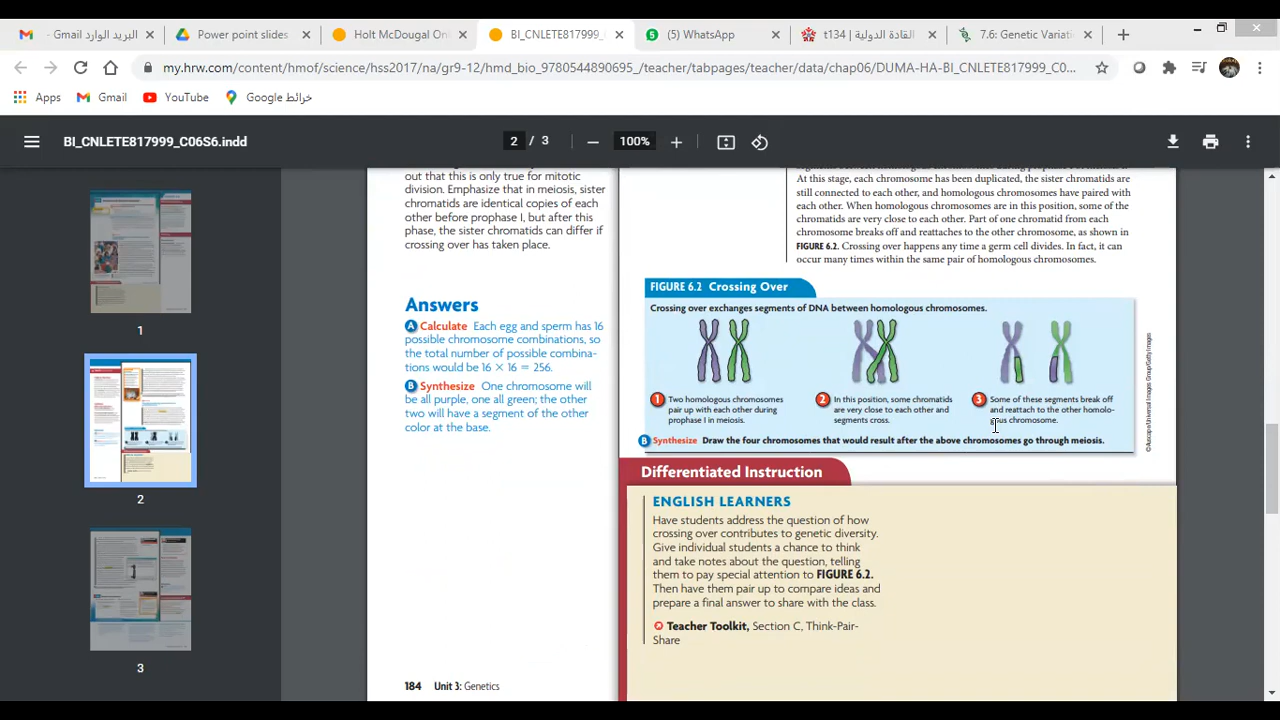 Gmail البريد الوارد
Power point slides
Holt McDougal On
BI_CNLETE817999_
(5) WhatsApp
t134 | القادة الدولية
7.6: Genetic Variati
my.hrw.com/content/hmof/science/hss2017/na/gr9-12/hmd_bio_9780544890695_/teacher/tabpages/teacher/data/chap06/DUMA-HA-BI_CNLETE817999_C0...
Apps
Gmail
YouTube
خرائط Google
BI_CNLETE817999_C06S6.indd
2 / 3
100%
1
2
3
out that this is only true for mitotic
division. Emphasize that in meiosis, sister
chromatids are identical copies of each
other before prophase I, but after this
phase, the sister chromatids can differ if
crossing over has taken place.
Answers
A Calculate Each egg and sperm has 16
possible chromosome combinations, so
the total number of possible combina-
tions would be 16 × 16 = 256.
B Synthesize One chromosome will
be all purple, one all green; the other
two will have a segment of the other
color at the base.
184 Unit 3: Genetics
At this stage, each chromosome has been duplicated, the sister chromatids are
still connected to each other, and homologous chromosomes have paired with
each other. When homologous chromosomes are in this position, some of the
chromatids are very close to each other. Part of one chromatid from each
chromosome breaks off and reattaches to the other chromosome, as shown in
FIGURE 6.2. Crossing over happens any time a germ cell divides. In fact, it can
occur many times within the same pair of homologous chromosomes.
FIGURE 6.2 Crossing Over
Crossing over exchanges segments of DNA between homologous chromosomes.
1 Two homologous chromosomes
pair up with each other during
prophase I in meiosis.
2 In this position, some chromatids
are very close to each other and
segments cross.
3 Some of these segments break off
and reattach to the other homolo-
gous chromosome.
B Synthesize Draw the four chromosomes that would result after the above chromosomes go through meiosis.
Differentiated Instruction
ENGLISH LEARNERS
Have students address the question of how
crossing over contributes to genetic diversity.
Give individual students a chance to think
and take notes about the question, telling
them to pay special attention to FIGURE 6.2.
Then have them pair up to compare ideas and
prepare a final answer to share with the class.
Teacher Toolkit, Section C, Think-Pair-
Share